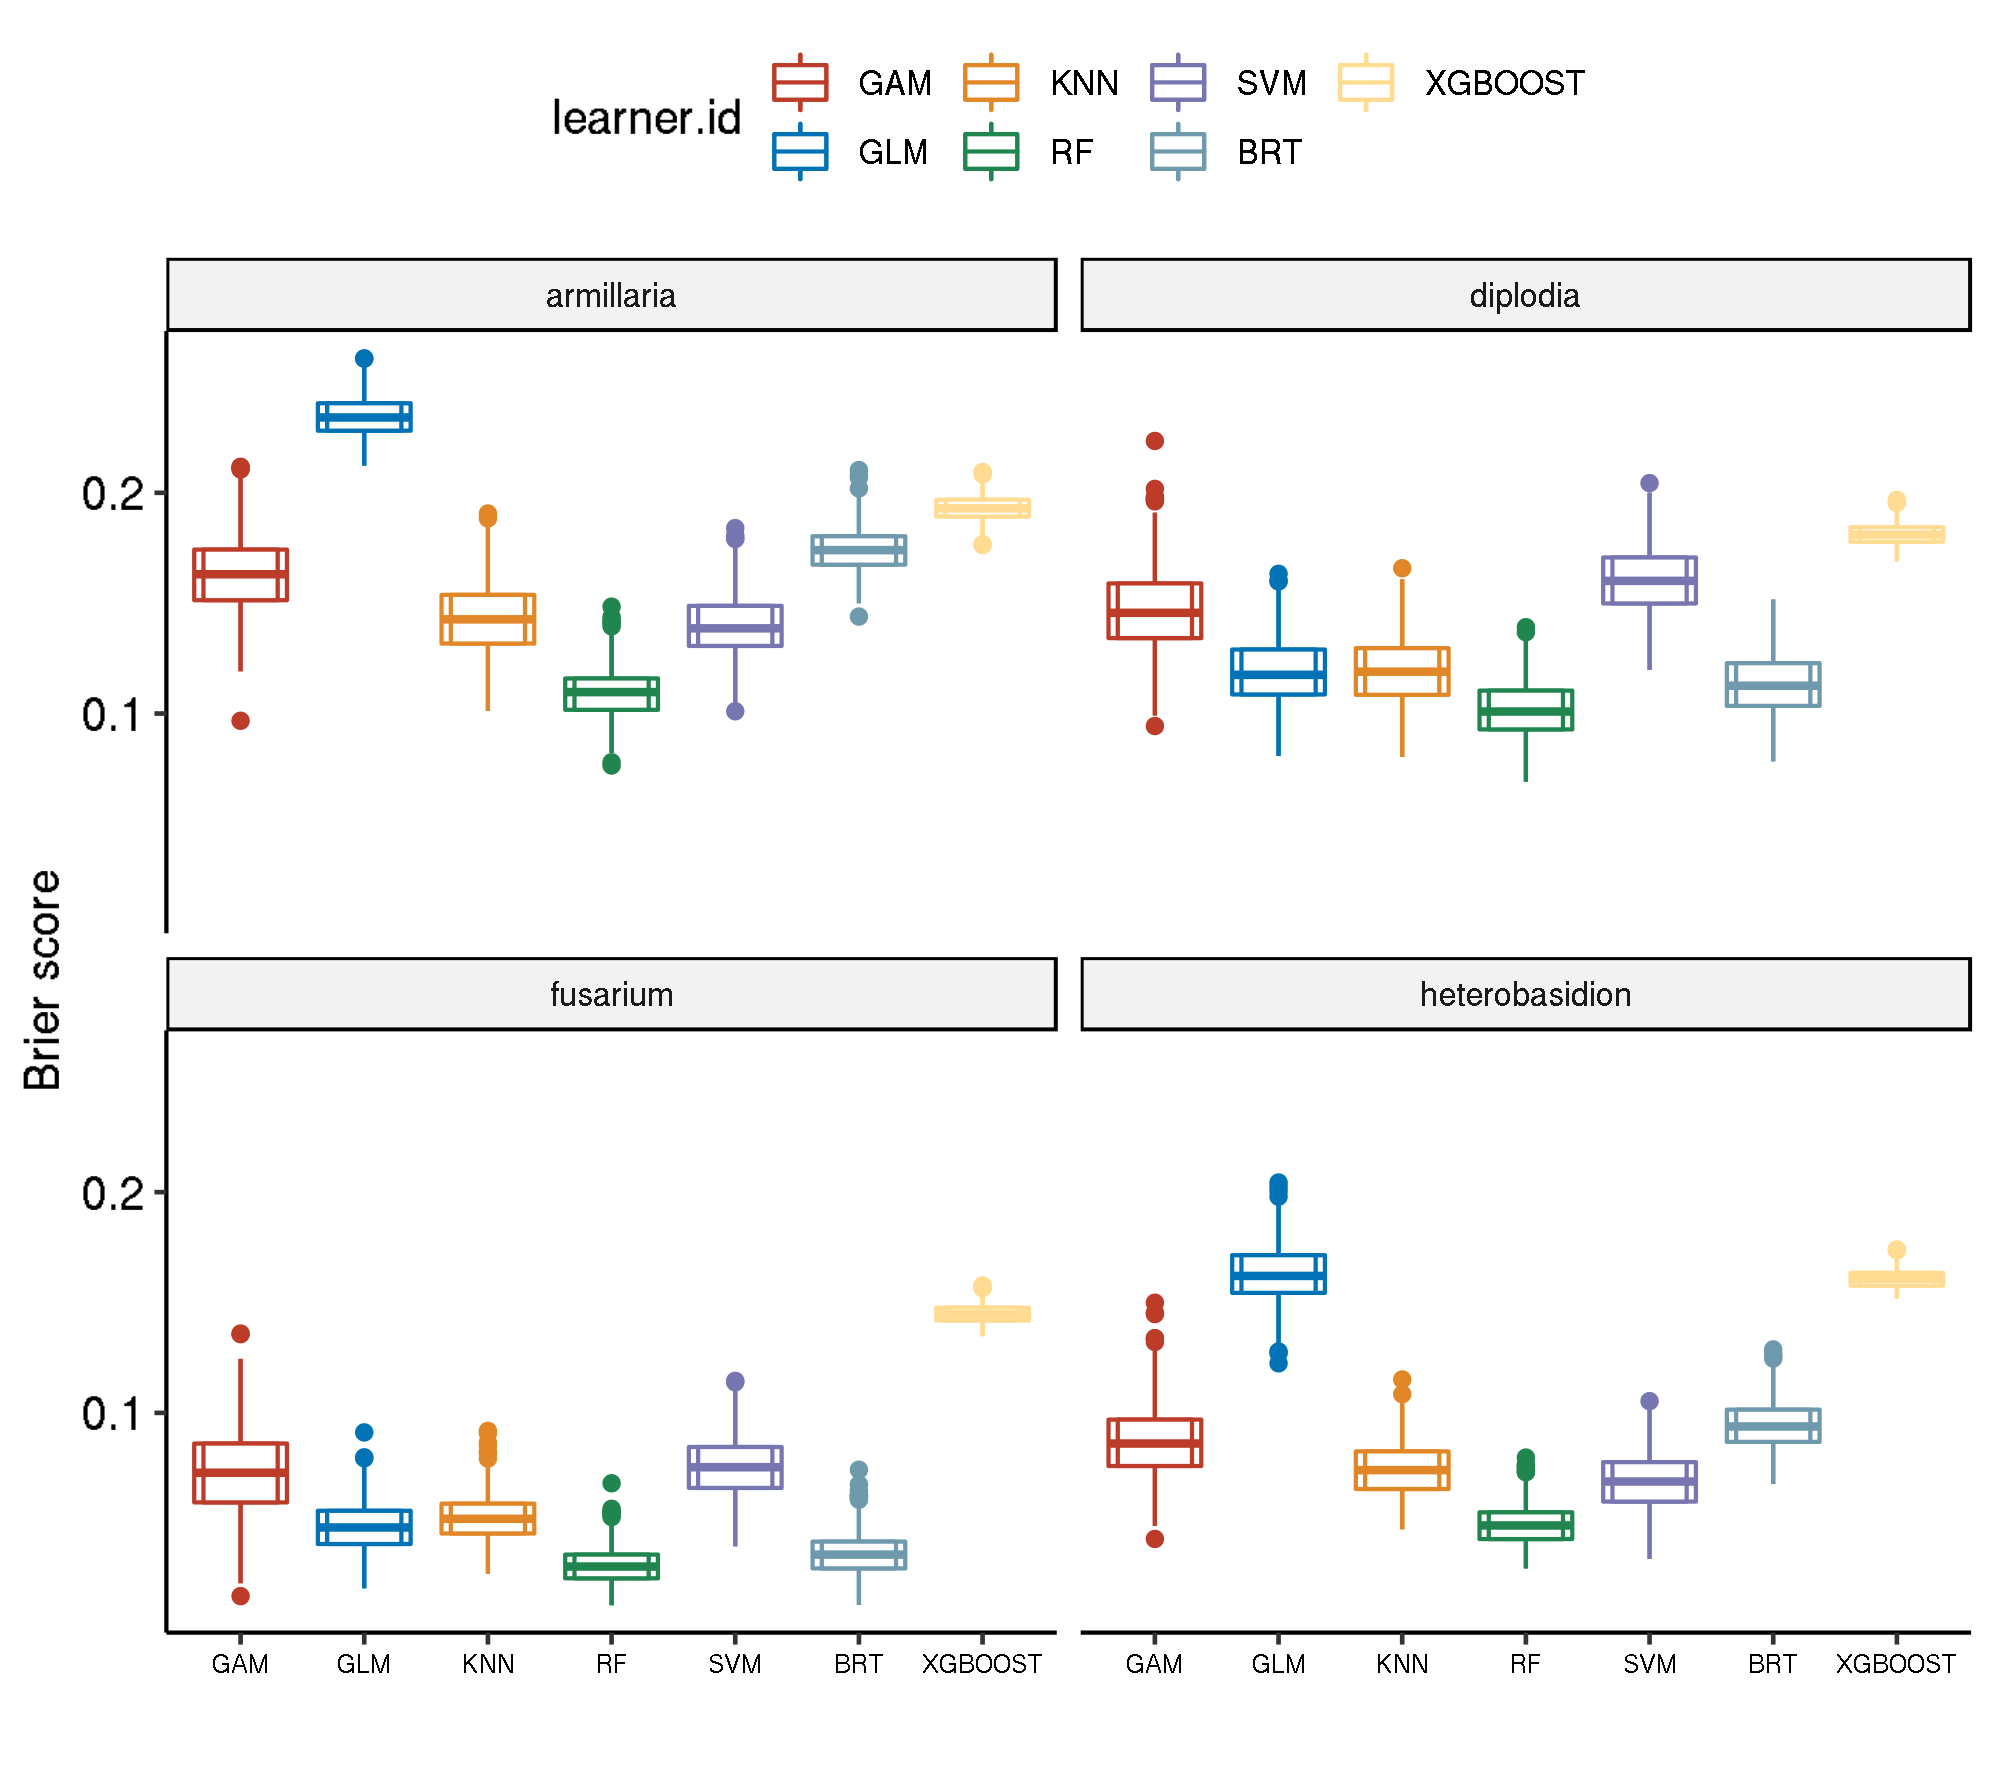 learner.id
GAM KNN SVM XGBOOST
GLM RF BRT
armillaria diplodia
0.2
0.1
Brier score
fusarium heterobasidion
0.2
0.1
GAM GLM KNN RF SVM BRT XGBOOST GAM GLM KNN RF SVM BRT XGBOOST